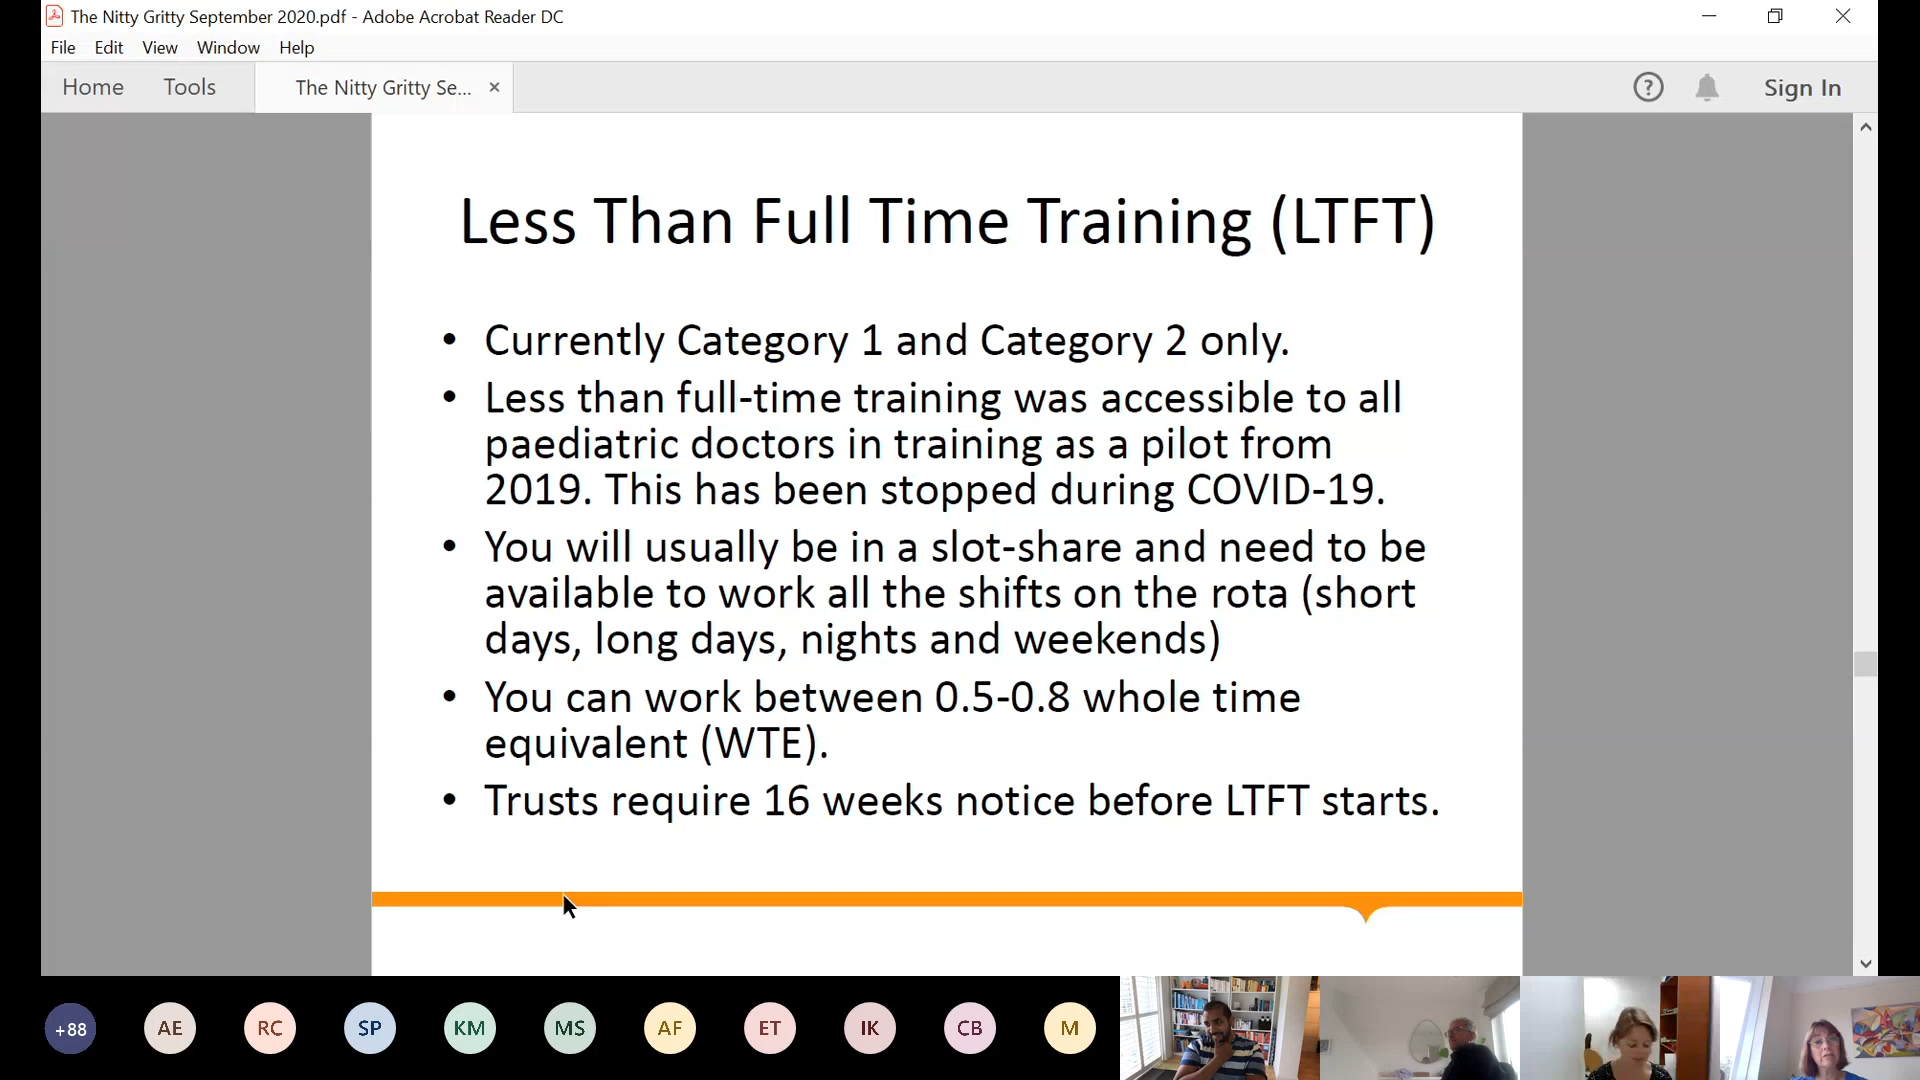 The Nitty Gritty September 2020.pdf - Adobe Acrobat Reader DC
File Edit View Window Help
Home Tools The Nitty Gritty Se... × ? Sign In
Less Than Full Time Training (LTFT)
• Currently Category 1 and Category 2 only.
• Less than full-time training was accessible to all
paediatric doctors in training as a pilot from
2019. This has been stopped during COVID-19.
• You will usually be in a slot-share and need to be
available to work all the shifts on the rota (short
days, long days, nights and weekends)
• You can work between 0.5-0.8 whole time
equivalent (WTE).
• Trusts require 16 weeks notice before LTFT starts.
+88 AE RC SP KM MS AF ET IK CB M